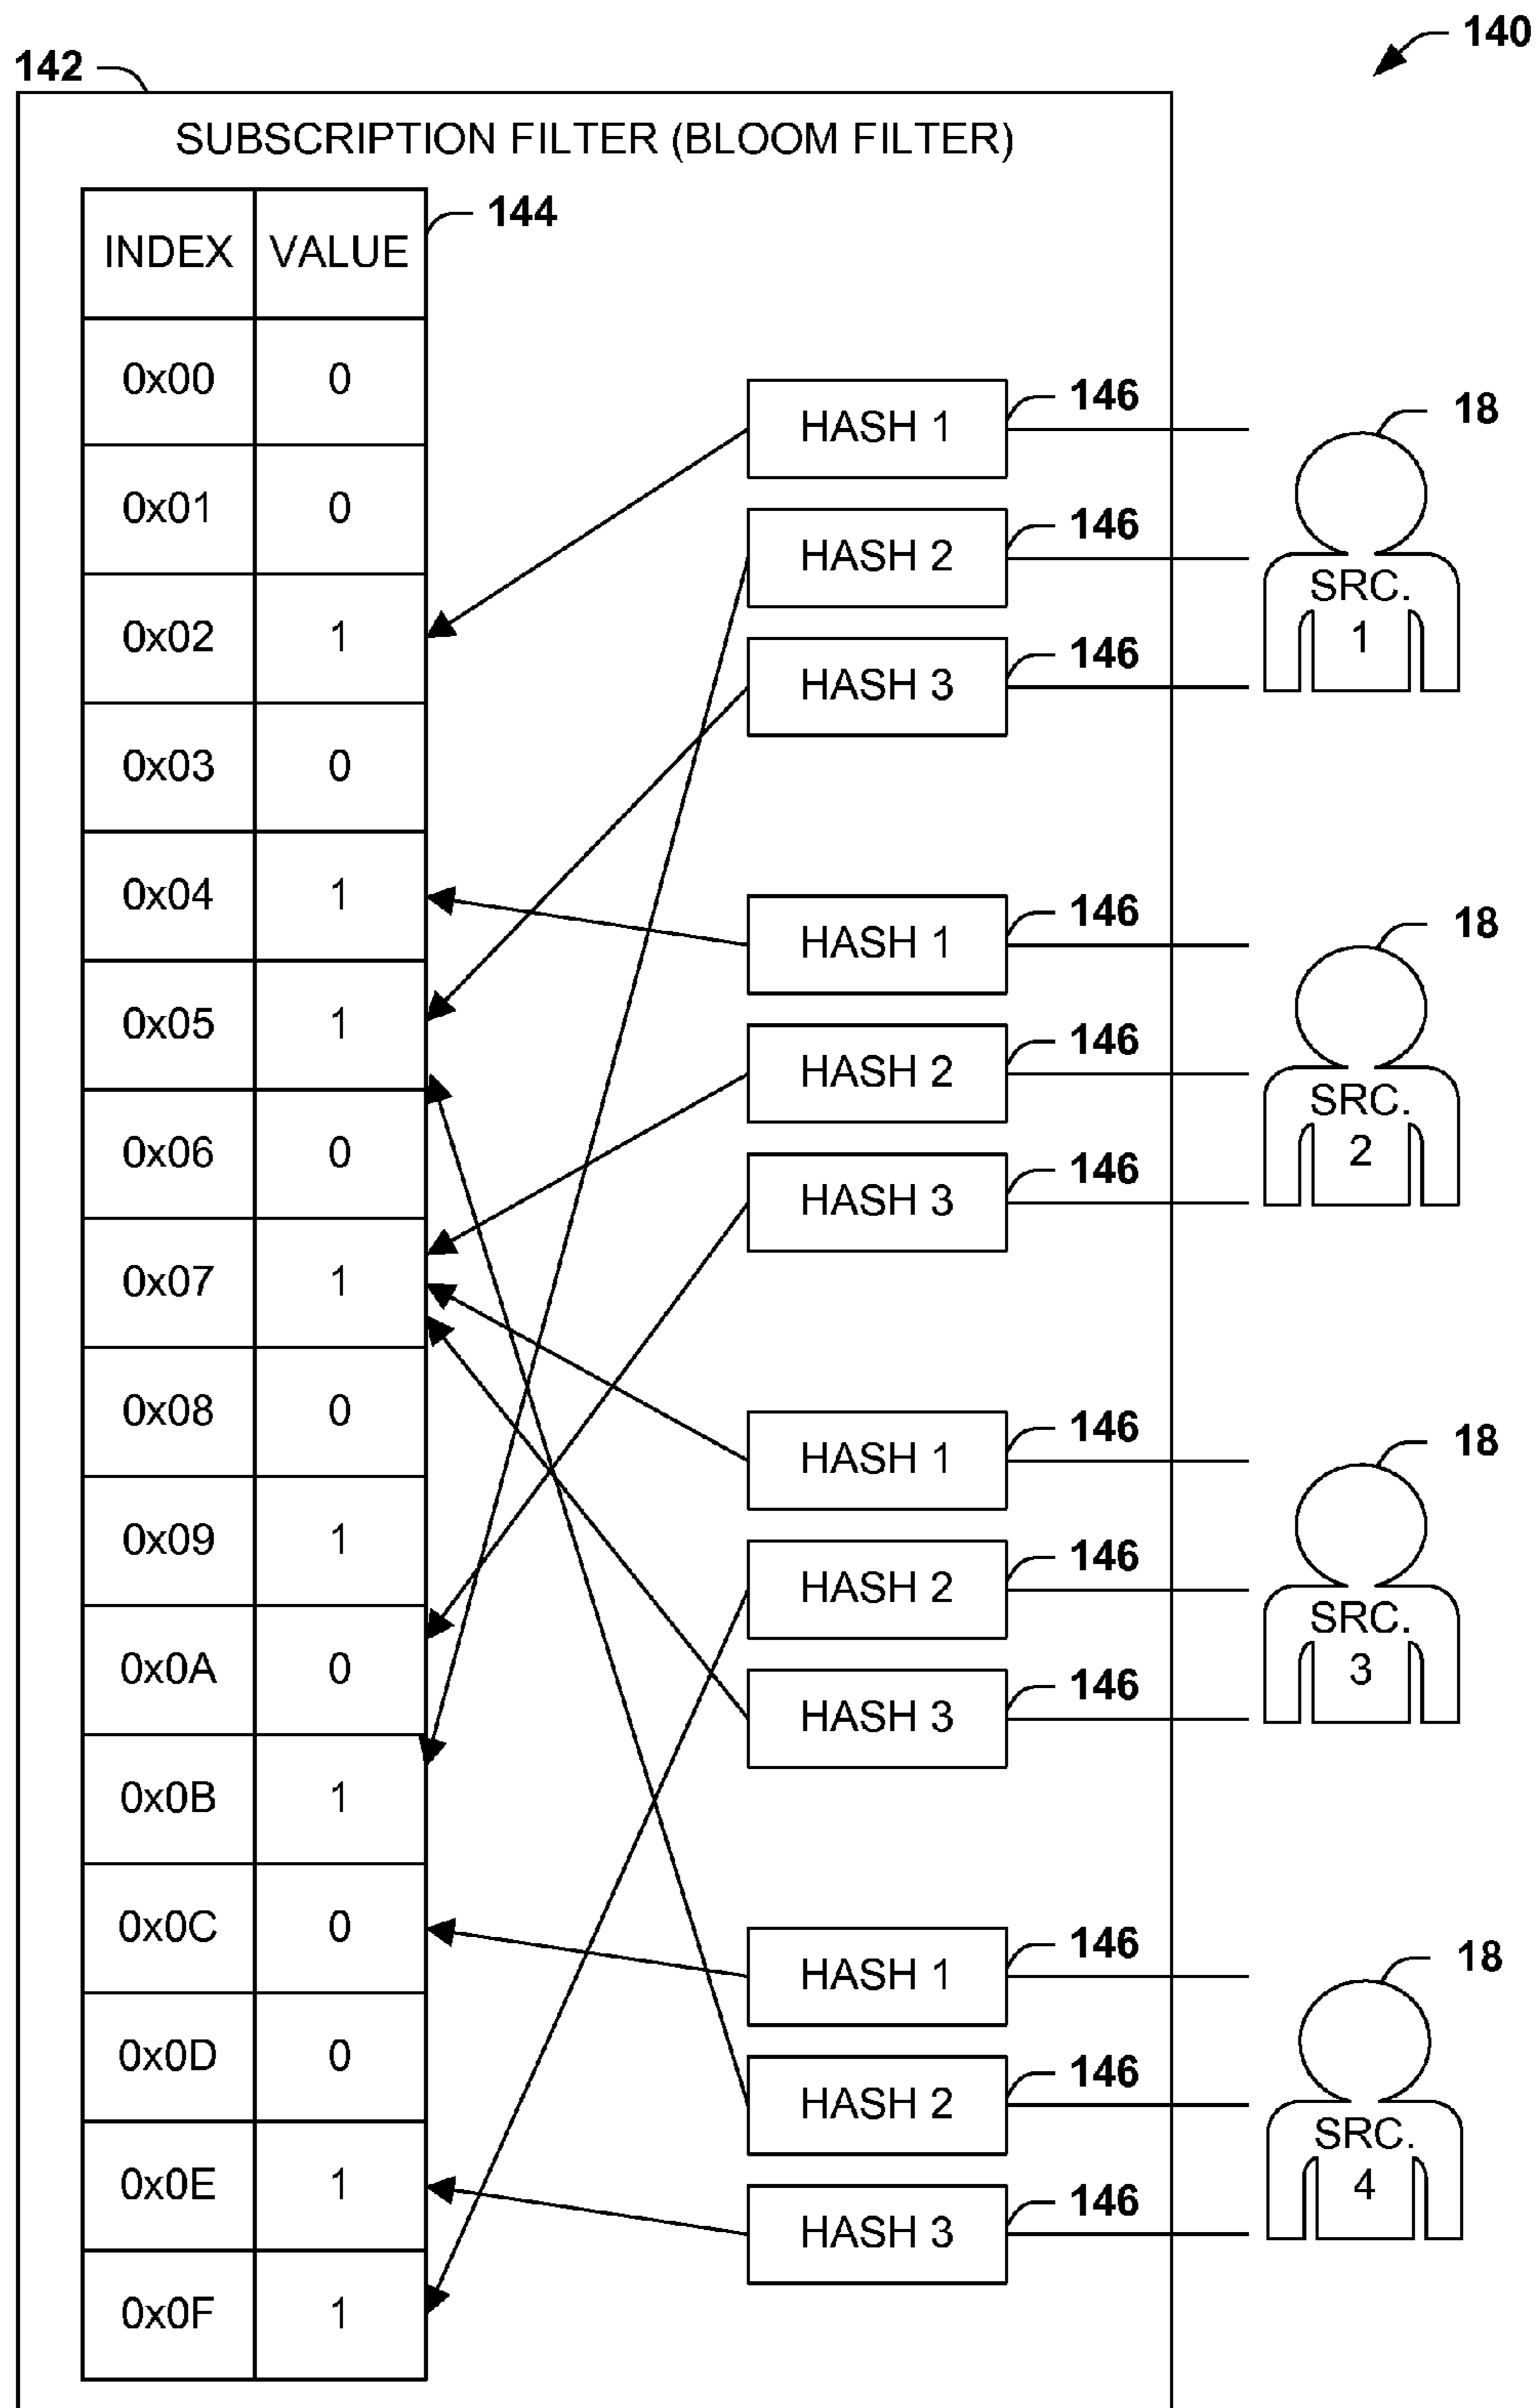 140
142
SUBSCRIPTION FILTER (BLOOM FILTER)
144
INDEX VALUE
0x00 0
0x01 0
0x02 1
0x03 0
0x04 1
0x05 1
0x06 0
0x07 1
0x08 0
0x09 1
0x0A 0
0x0B 1
0x0C 0
0x0D 0
0x0E 1
0x0F 1
HASH 1 146
HASH 2 146
HASH 3 146
18
SRC.
1
HASH 1 146
HASH 2 146
HASH 3 146
18
SRC.
2
HASH 1 146
HASH 2 146
HASH 3 146
18
SRC.
3
HASH 1 146
HASH 2 146
HASH 3 146
18
SRC.
4